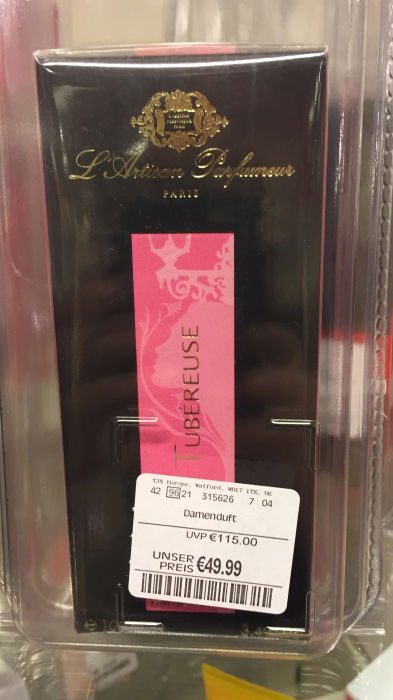 L'Artisan Parfumeur
PARIS
TUBÉREUSE
TJX Europe, Watford, WD17 1TX, UK
42 96 21 315626 7 04
Damenduft
UVP €115.00
UNSER
PREIS €49.99